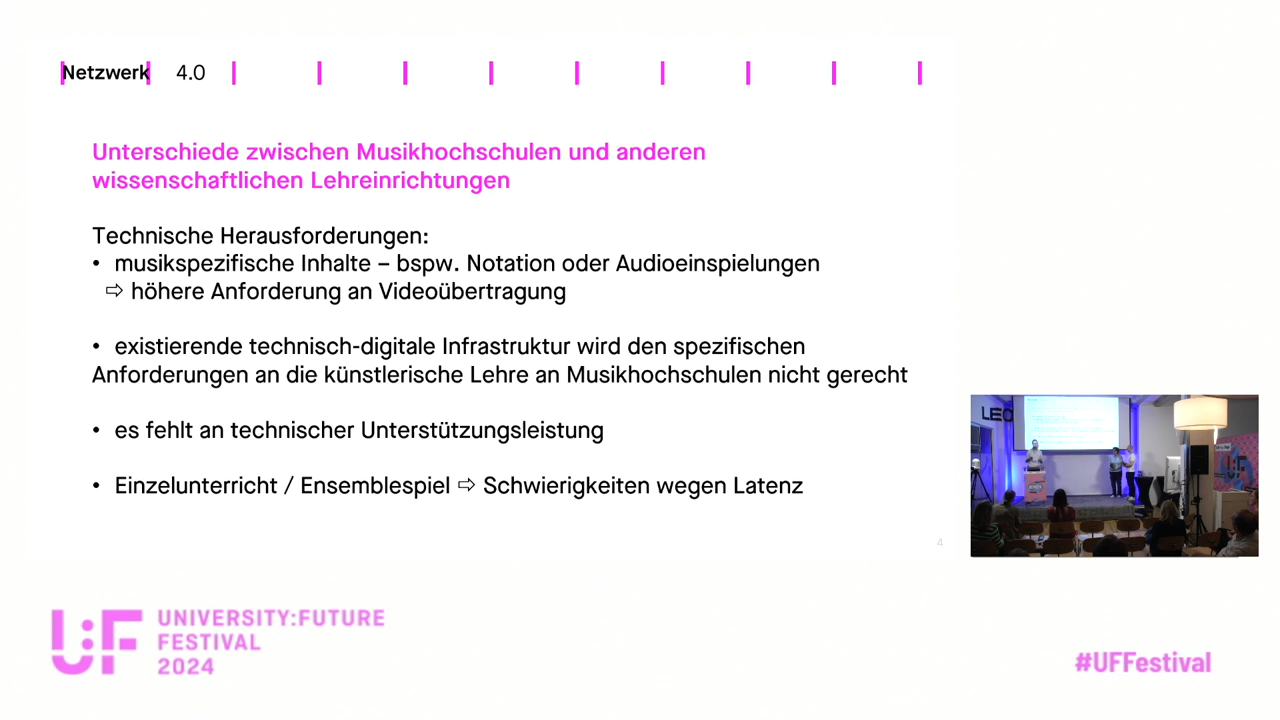 Netzwerk 4.0
Unterschiede zwischen Musikhochschulen und anderen
wissenschaftlichen Lehreinrichtungen
Technische Herausforderungen:
• musikspezifische Inhalte – bspw. Notation oder Audioeinspielungen
⇨ höhere Anforderung an Videoübertragung
• existierende technisch-digitale Infrastruktur wird den spezifischen
Anforderungen an die künstlerische Lehre an Musikhochschulen nicht gerecht
• es fehlt an technischer Unterstützungsleistung
• Einzelunterricht / Ensemblespiel ⇨ Schwierigkeiten wegen Latenz
4
LEC
U:F
UNIVERSITY:FUTURE
FESTIVAL
2024
#UFFestival